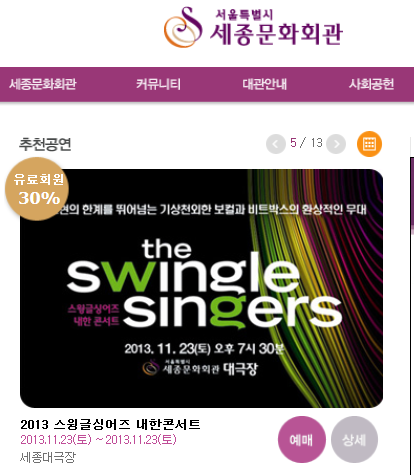 서울특별시
세종문화회관
세종문화회관 커뮤니티 대관안내 사회공헌
추천공연 5 / 13
유료회원
30%
현의 한계를 뛰어넘는 기상천외한 보컬과 비트박스의 환상적인 무대
the
swingle
스윙글싱어즈
내한 콘서트
singers
2013. 11. 23(토) 오후 7시 30분
서울특별시
세종문화회관 대극장
2013 스윙글싱어즈 내한콘서트
2013.11.23(토) ~ 2013.11.23(토)
세종대극장
예매 상세